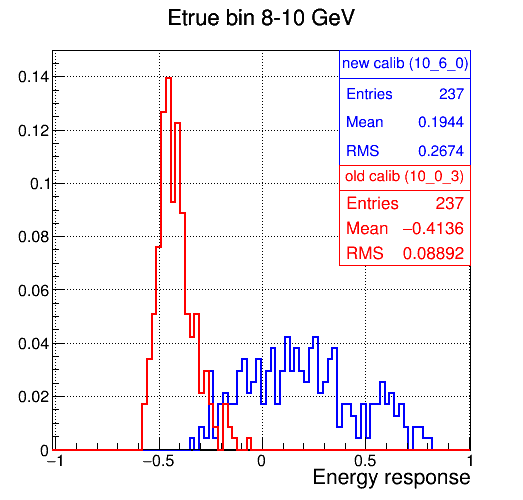 Etrue bin 8-10 GeV
new calib (10_6_0)
Entries 237
Mean 0.1944
RMS 0.2674
old calib (10_0_3)
Entries 237
Mean −0.4136
RMS 0.08892
0.14
0.12
0.1
0.08
0.06
0.04
0.02
0
−1 −0.5 0 0.5 1
Energy response